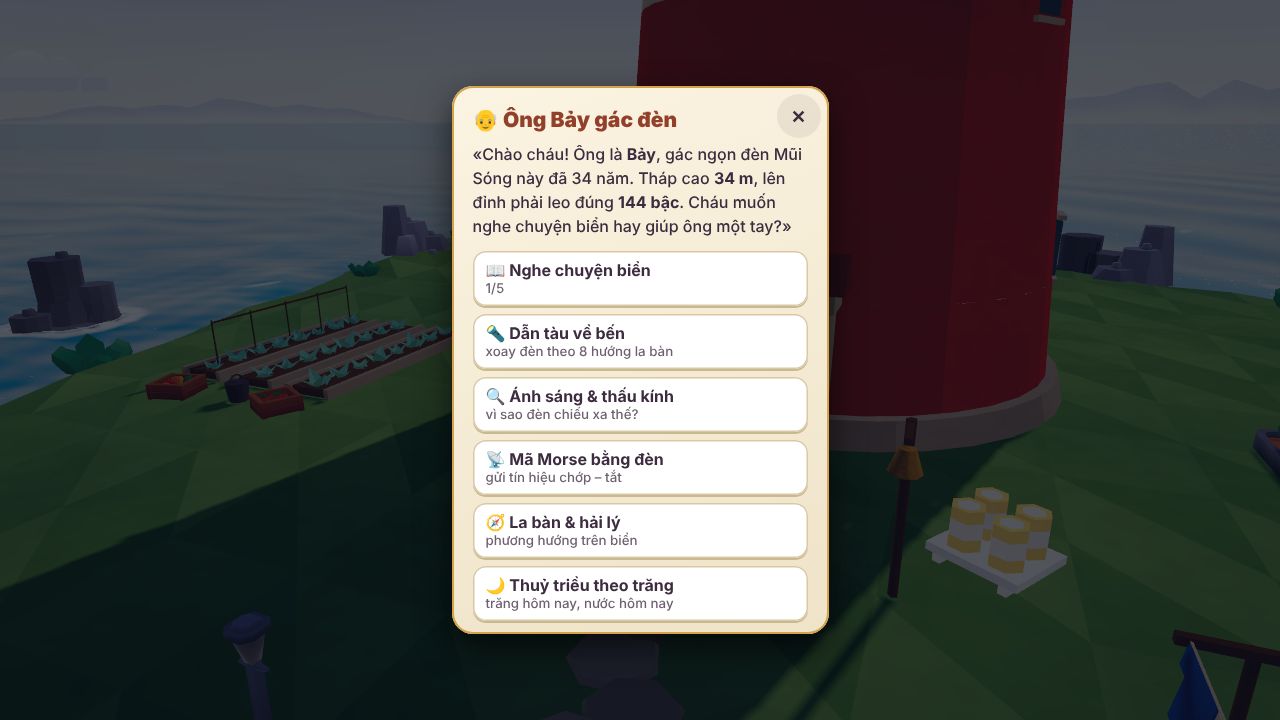 Ông Bảy gác đèn
«Chào cháu! Ông là Bảy, gác ngọn đèn Mũi
Sóng này đã 34 năm. Tháp cao 34 m, lên
đỉnh phải leo đúng 144 bậc. Cháu muốn
nghe chuyện biển hay giúp ông một tay?»
Nghe chuyện biển
1/5
Dẫn tàu về bến
xoay đèn theo 8 hướng la bàn
Ánh sáng & thấu kính
vì sao đèn chiếu xa thế?
Mã Morse bằng đèn
gửi tín hiệu chớp – tắt
La bàn & hải lý
phương hướng trên biển
Thuỷ triều theo trăng
trăng hôm nay, nước hôm nay